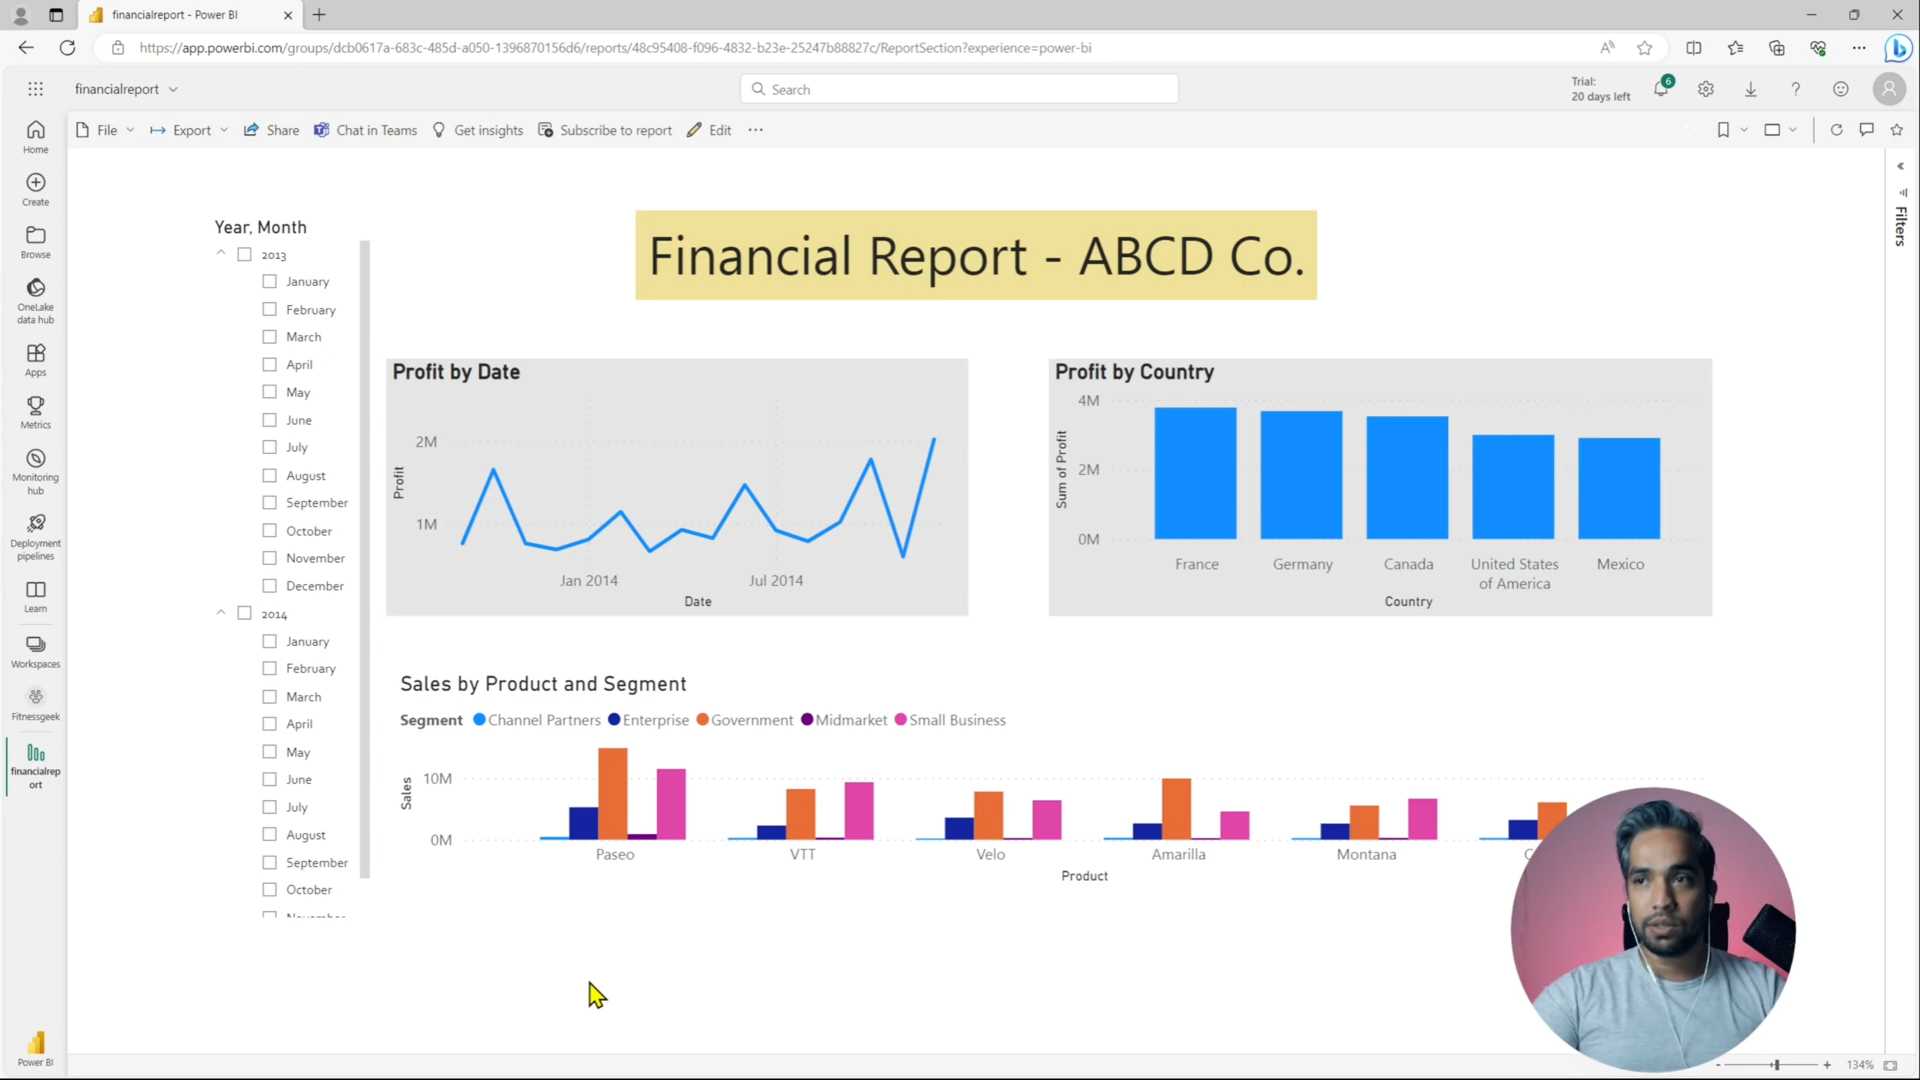 financialreport - Power BI
https://app.powerbi.com/groups/dcb0617a-683c-485d-a050-1396870156d6/reports/48c95408-f096-4832-b23e-25247b88827c/ReportSection?experience=power-bi
financialreport
Search
Trial:
20 days left
6
File
Export
Share
Chat in Teams
Get insights
Subscribe to report
Edit
Home
Create
Browse
OneLake
data hub
Apps
Metrics
Monitoring
hub
Deployment
pipelines
Learn
Workspaces
Fitnessgeek
financialrep
ort
Power BI
Filters
Year, Month
2013
January
February
March
April
May
June
July
August
September
October
November
December
2014
January
February
March
April
May
June
July
August
September
October
November
Financial Report - ABCD Co.
Profit by Date
Profit
2M
1M
Jan 2014
Jul 2014
Date
Profit by Country
Sum of Profit
4M
2M
0M
France
Germany
Canada
United States
of America
Mexico
Country
Sales by Product and Segment
Segment Channel Partners Enterprise Government Midmarket Small Business
Sales
10M
0M
Paseo
VTT
Velo
Amarilla
Montana
Product
134%